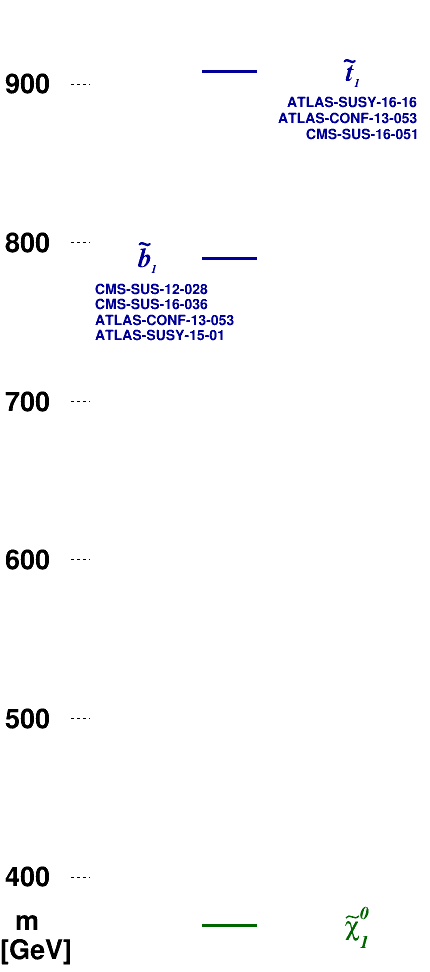 t̃₁
900
ATLAS-SUSY-16-16
ATLAS-CONF-13-053
CMS-SUS-16-051
800
b̃₁
CMS-SUS-12-028
CMS-SUS-16-036
ATLAS-CONF-13-053
ATLAS-SUSY-15-01
700
600
500
400
m
[GeV]
χ̃₁⁰